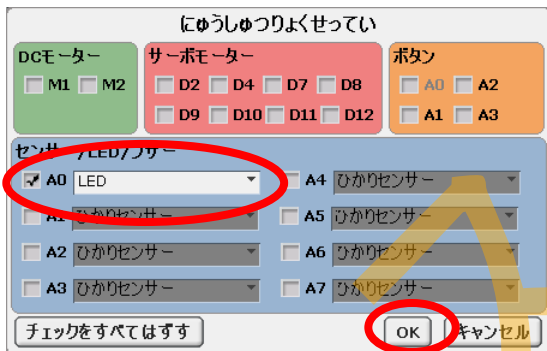 にゅうしゅつりょくせってい
DCモーター
M1 M2
サーボモーター
D2 D4 D7 D8
D9 D10 D11 D12
ボタン
A0 A2
A1 A3
センサー/LED/ブザー
A0 LED
A1 ひかりセンサー
A2 ひかりセンサー
A3 ひかりセンサー
A4 ひかりセンサー
A5 ひかりセンサー
A6 ひかりセンサー
A7 ひかりセンサー
チェックをすべてはずす
OK
キャンセル